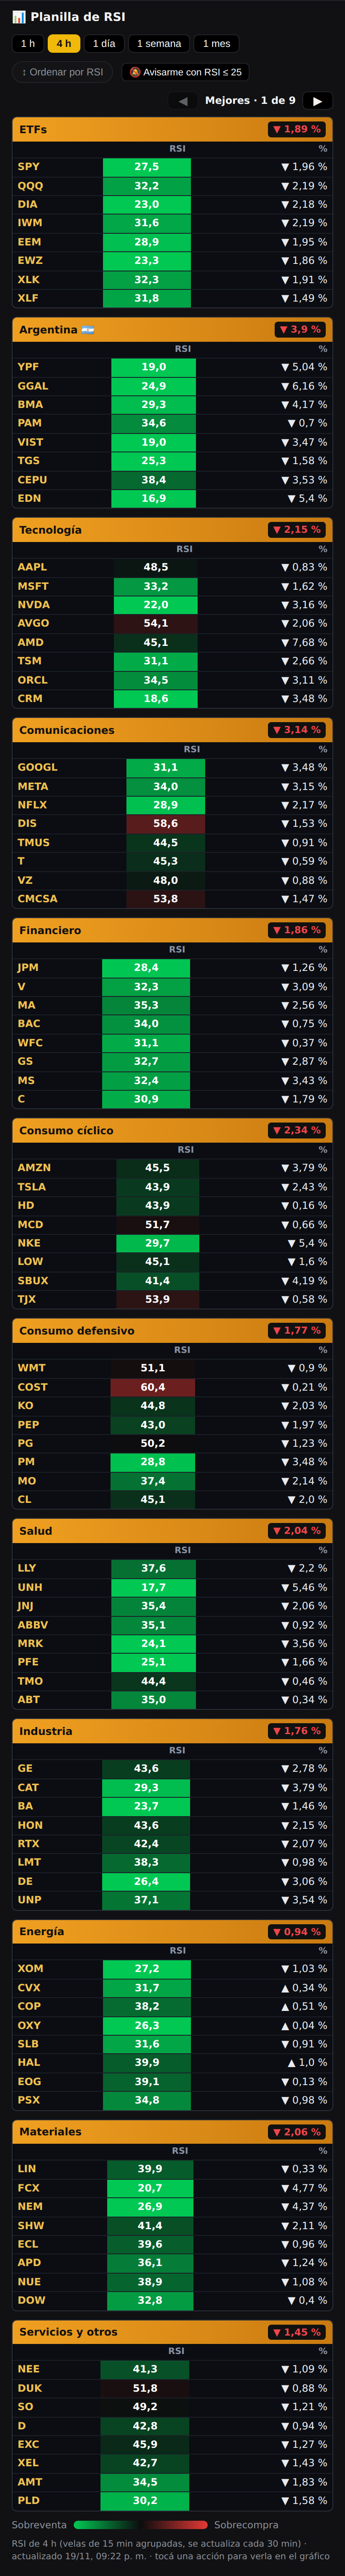 📊 Planilla de RSI
1 h 4 h 1 día 1 semana 1 mes
↕ Ordenar por RSI 🔕 Avisarme con RSI ≤ 25
◀ Mejores · 1 de 9 ▶
ETFs ▼ 1,89 %
RSI %
SPY 27,5 ▼ 1,96 %
QQQ 32,2 ▼ 2,19 %
DIA 23,0 ▼ 2,18 %
IWM 31,6 ▼ 2,19 %
EEM 28,9 ▼ 1,95 %
EWZ 23,3 ▼ 1,86 %
XLK 32,3 ▼ 1,91 %
XLF 31,8 ▼ 1,49 %
Argentina 🇦🇷 ▼ 3,9 %
RSI %
YPF 19,0 ▼ 5,04 %
GGAL 24,9 ▼ 6,16 %
BMA 29,3 ▼ 4,17 %
PAM 34,6 ▼ 0,7 %
VIST 19,0 ▼ 3,47 %
TGS 25,3 ▼ 1,58 %
CEPU 38,4 ▼ 3,53 %
EDN 16,9 ▼ 5,4 %
Tecnología ▼ 2,15 %
RSI %
AAPL 48,5 ▼ 0,83 %
MSFT 33,2 ▼ 1,62 %
NVDA 22,0 ▼ 3,16 %
AVGO 54,1 ▼ 2,06 %
AMD 45,1 ▼ 7,68 %
TSM 31,1 ▼ 2,66 %
ORCL 34,5 ▼ 3,11 %
CRM 18,6 ▼ 3,48 %
Comunicaciones ▼ 3,14 %
RSI %
GOOGL 31,1 ▼ 3,48 %
META 34,0 ▼ 3,15 %
NFLX 28,9 ▼ 2,17 %
DIS 58,6 ▼ 1,53 %
TMUS 44,5 ▼ 0,91 %
T 45,3 ▼ 0,59 %
VZ 48,0 ▼ 0,88 %
CMCSA 53,8 ▼ 1,47 %
Financiero ▼ 1,86 %
RSI %
JPM 28,4 ▼ 1,26 %
V 32,3 ▼ 3,09 %
MA 35,3 ▼ 2,56 %
BAC 34,0 ▼ 0,75 %
WFC 31,1 ▼ 0,37 %
GS 32,7 ▼ 2,87 %
MS 32,4 ▼ 3,43 %
C 30,9 ▼ 1,79 %
Consumo cíclico ▼ 2,34 %
RSI %
AMZN 45,5 ▼ 3,79 %
TSLA 43,9 ▼ 2,43 %
HD 43,9 ▼ 0,16 %
MCD 51,7 ▼ 0,66 %
NKE 29,7 ▼ 5,4 %
LOW 45,1 ▼ 1,6 %
SBUX 41,4 ▼ 4,19 %
TJX 53,9 ▼ 0,58 %
Consumo defensivo ▼ 1,77 %
RSI %
WMT 51,1 ▼ 0,9 %
COST 60,4 ▼ 0,21 %
KO 44,8 ▼ 2,03 %
PEP 43,0 ▼ 1,97 %
PG 50,2 ▼ 1,23 %
PM 28,8 ▼ 3,48 %
MO 37,4 ▼ 2,14 %
CL 45,1 ▼ 2,0 %
Salud ▼ 2,04 %
RSI %
LLY 37,6 ▼ 2,2 %
UNH 17,7 ▼ 5,46 %
JNJ 35,4 ▼ 2,06 %
ABBV 35,1 ▼ 0,92 %
MRK 24,1 ▼ 3,56 %
PFE 25,1 ▼ 1,66 %
TMO 44,4 ▼ 0,46 %
ABT 35,0 ▼ 0,34 %
Industria ▼ 1,76 %
RSI %
GE 43,6 ▼ 2,78 %
CAT 29,3 ▼ 3,79 %
BA 23,7 ▼ 1,46 %
HON 43,6 ▼ 2,15 %
RTX 42,4 ▼ 2,07 %
LMT 38,3 ▼ 0,98 %
DE 26,4 ▼ 3,06 %
UNP 37,1 ▼ 3,54 %
Energía ▼ 0,94 %
RSI %
XOM 27,2 ▼ 1,03 %
CVX 31,7 ▲ 0,34 %
COP 38,2 ▲ 0,51 %
OXY 26,3 ▲ 0,04 %
SLB 31,6 ▼ 0,91 %
HAL 39,9 ▲ 1,0 %
EOG 39,1 ▼ 0,13 %
PSX 34,8 ▼ 0,98 %
Materiales ▼ 2,06 %
RSI %
LIN 39,9 ▼ 0,33 %
FCX 20,7 ▼ 4,77 %
NEM 26,9 ▼ 4,37 %
SHW 41,4 ▼ 2,11 %
ECL 39,6 ▼ 0,96 %
APD 36,1 ▼ 1,24 %
NUE 38,9 ▼ 1,08 %
DOW 32,8 ▼ 0,4 %
Servicios y otros ▼ 1,45 %
RSI %
NEE 41,3 ▼ 1,09 %
DUK 51,8 ▼ 0,88 %
SO 49,2 ▼ 1,21 %
D 42,8 ▼ 0,94 %
EXC 45,9 ▼ 1,27 %
XEL 42,7 ▼ 1,43 %
AMT 34,5 ▼ 1,83 %
PLD 30,2 ▼ 1,58 %
Sobreventa Sobrecompra
RSI de 4 h (velas de 15 min agrupadas, se actualiza cada 30 min) ·
actualizado 19/11, 09:22 p. m. · tocá una acción para verla en el gráfico